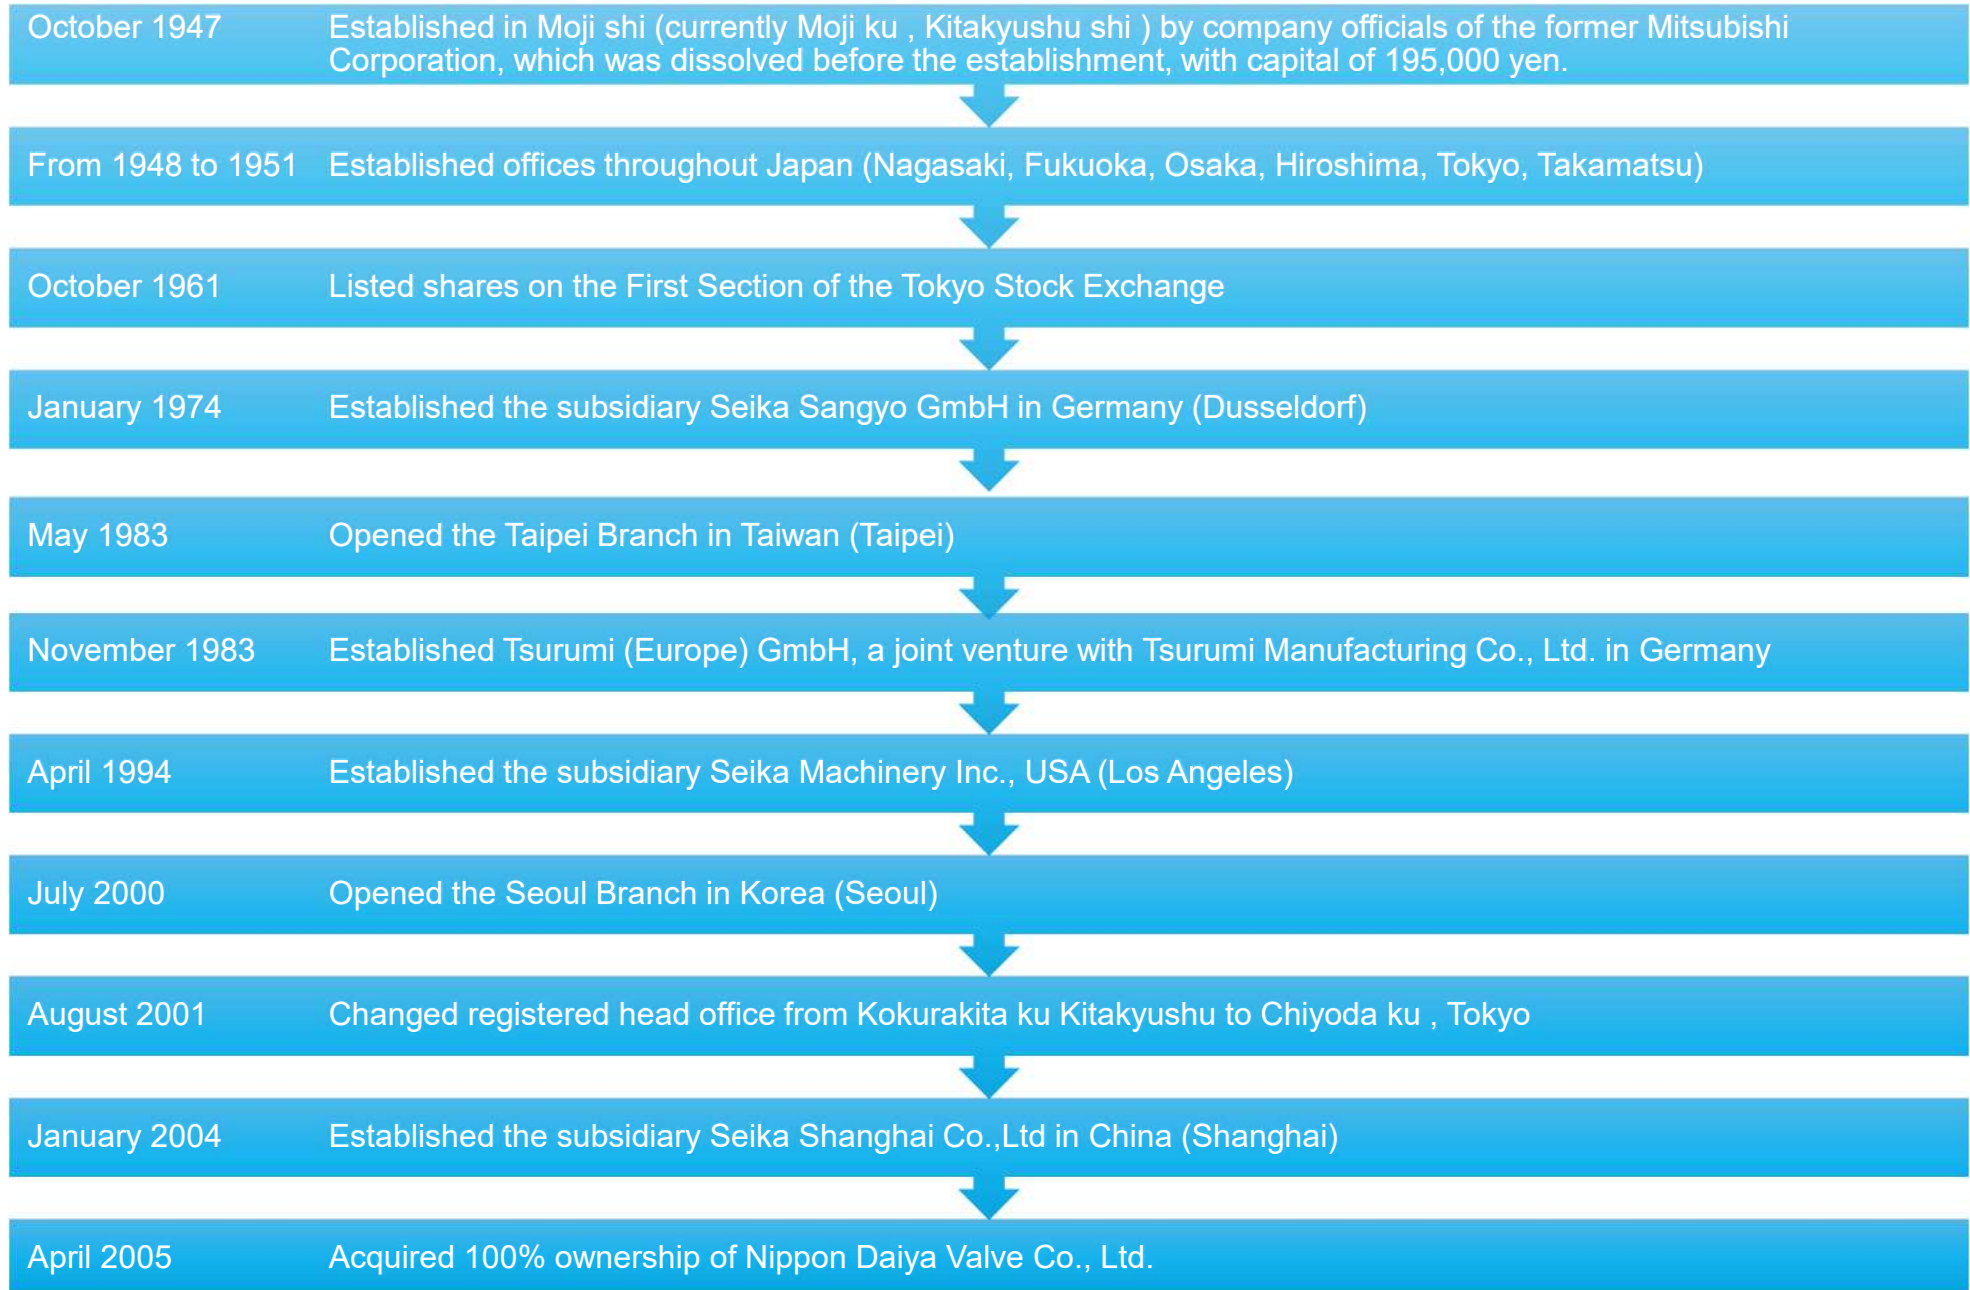 October 1947 Established in Moji shi (currently Moji ku , Kitakyushu shi ) by company officials of the former Mitsubishi
Corporation, which was dissolved before the establishment, with capital of 195,000 yen.
From 1948 to 1951 Established offices throughout Japan (Nagasaki, Fukuoka, Osaka, Hiroshima, Tokyo, Takamatsu)
October 1961 Listed shares on the First Section of the Tokyo Stock Exchange
January 1974 Established the subsidiary Seika Sangyo GmbH in Germany (Dusseldorf)
May 1983 Opened the Taipei Branch in Taiwan (Taipei)
November 1983 Established Tsurumi (Europe) GmbH, a joint venture with Tsurumi Manufacturing Co., Ltd. in Germany
April 1994 Established the subsidiary Seika Machinery Inc., USA (Los Angeles)
July 2000 Opened the Seoul Branch in Korea (Seoul)
August 2001 Changed registered head office from Kokurakita ku Kitakyushu to Chiyoda ku , Tokyo
January 2004 Established the subsidiary Seika Shanghai Co.,Ltd in China (Shanghai)
April 2005 Acquired 100% ownership of Nippon Daiya Valve Co., Ltd.